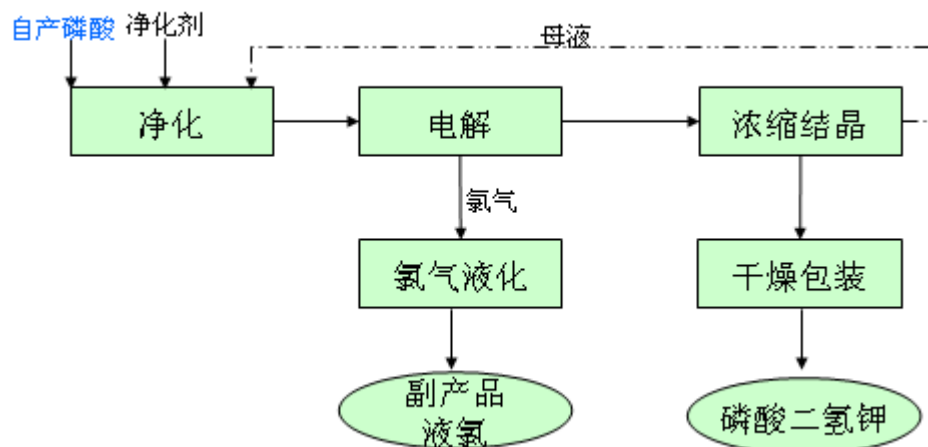 自产磷酸 净化剂
母液
净化
电解
浓缩结晶
氯气
氯气液化
干燥包装
副产品
液氯
磷酸二氢钾